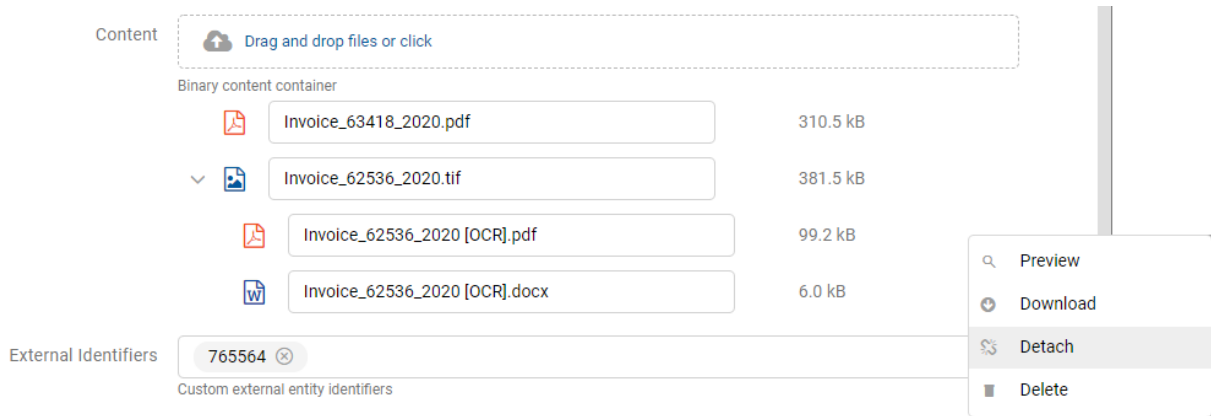 Content
Drag and drop files or click
Binary content container
Invoice_63418_2020.pdf 310.5 kB
Invoice_62536_2020.tif 381.5 kB
Invoice_62536_2020 [OCR].pdf 99.2 kB
Invoice_62536_2020 [OCR].docx 6.0 kB
External Identifiers
765564
Custom external entity identifiers
Preview
Download
Detach
Delete